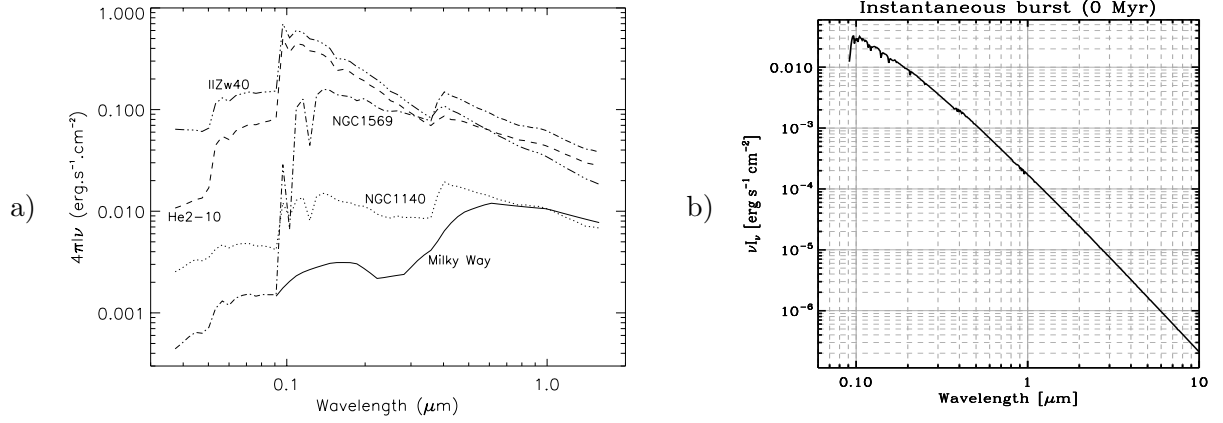 a)
1.000
0.100
0.010
0.001
4πIν (erg.s⁻¹.cm⁻²)
IIZw40
NGC1569
He2−10
NGC1140
Milky Way
0.1
1.0
Wavelength (μm)
b)
Instantaneous burst (0 Myr)
0.010
10⁻³
10⁻⁴
10⁻⁵
10⁻⁶
νIν [erg s⁻¹ cm⁻²]
0.10
1
10
Wavelength [μm]